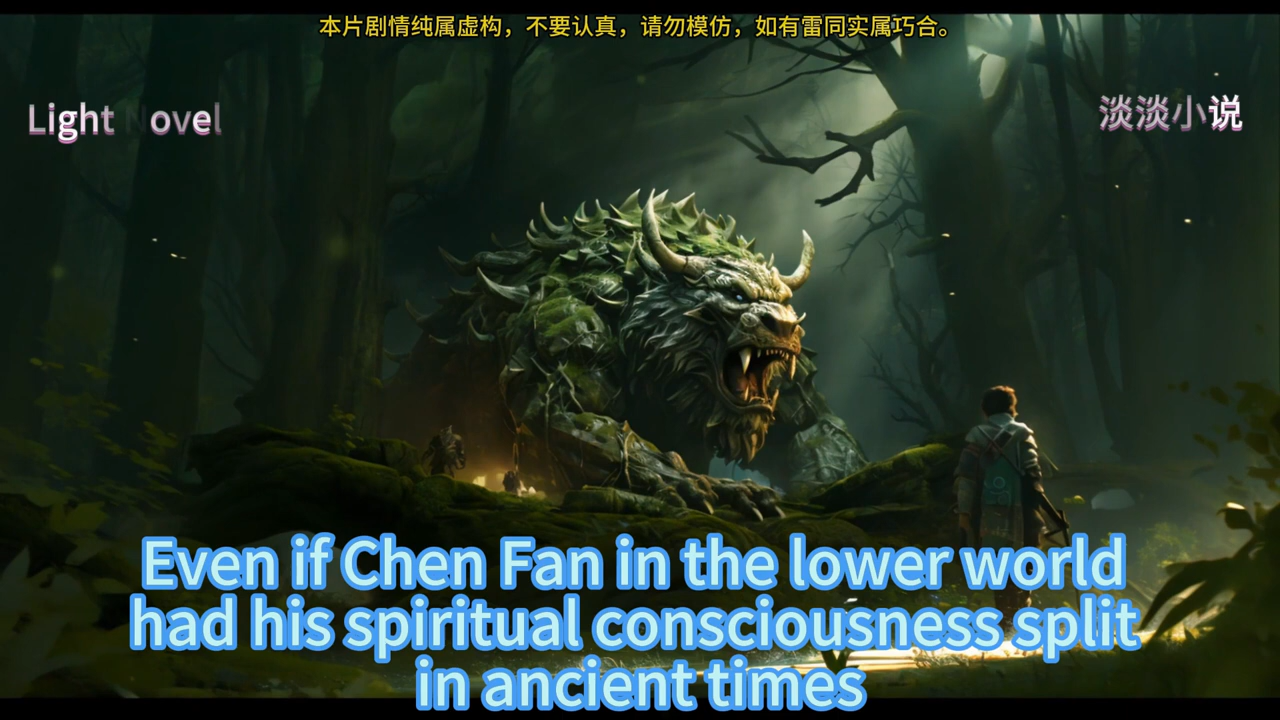 本片剧情纯属虚构，不要认真，请勿模仿，如有雷同实属巧合。
Light Novel
淡淡小说
Even if Chen Fan in the lower world
had his spiritual consciousness split
in ancient times